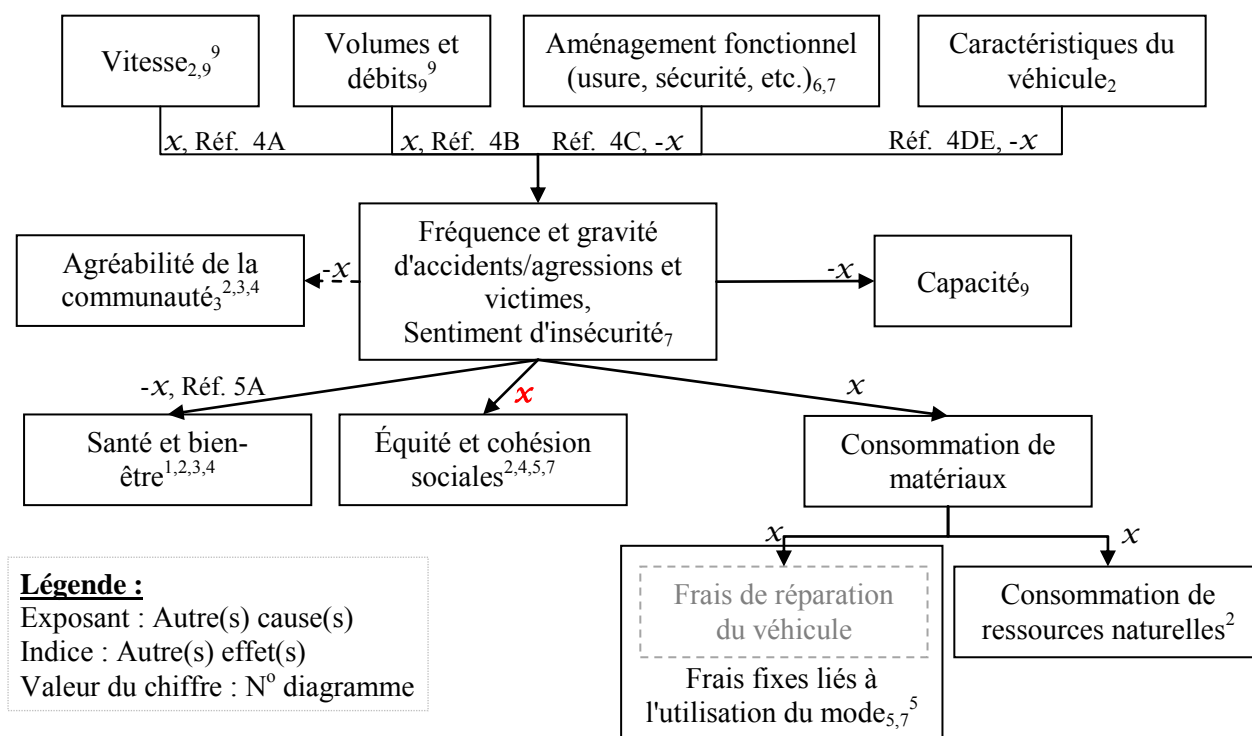 Vitesse2,9 9
Volumes et
débits9 9
Aménagement fonctionnel
(usure, sécurité, etc.)6,7
Caractéristiques du
véhicule2
x, Réf. 4A
x, Réf. 4B
Réf. 4C, -x
Réf. 4DE, -x
Fréquence et gravité
d'accidents/agressions et
victimes,
Sentiment d'insécurité7
Agréabilité de la
communauté3 2,3,4
-x
-x
Capacité9
-x, Réf. 5A
x
x
Santé et bien-
être1,2,3,4
Équité et cohésion
sociales2,4,5,7
Consommation de
matériaux
x
x
Frais de réparation
du véhicule
Frais fixes liés à
l'utilisation du mode5,7 5
Consommation de
ressources naturelles2
Légende :
Exposant : Autre(s) cause(s)
Indice : Autre(s) effet(s)
Valeur du chiffre : No diagramme